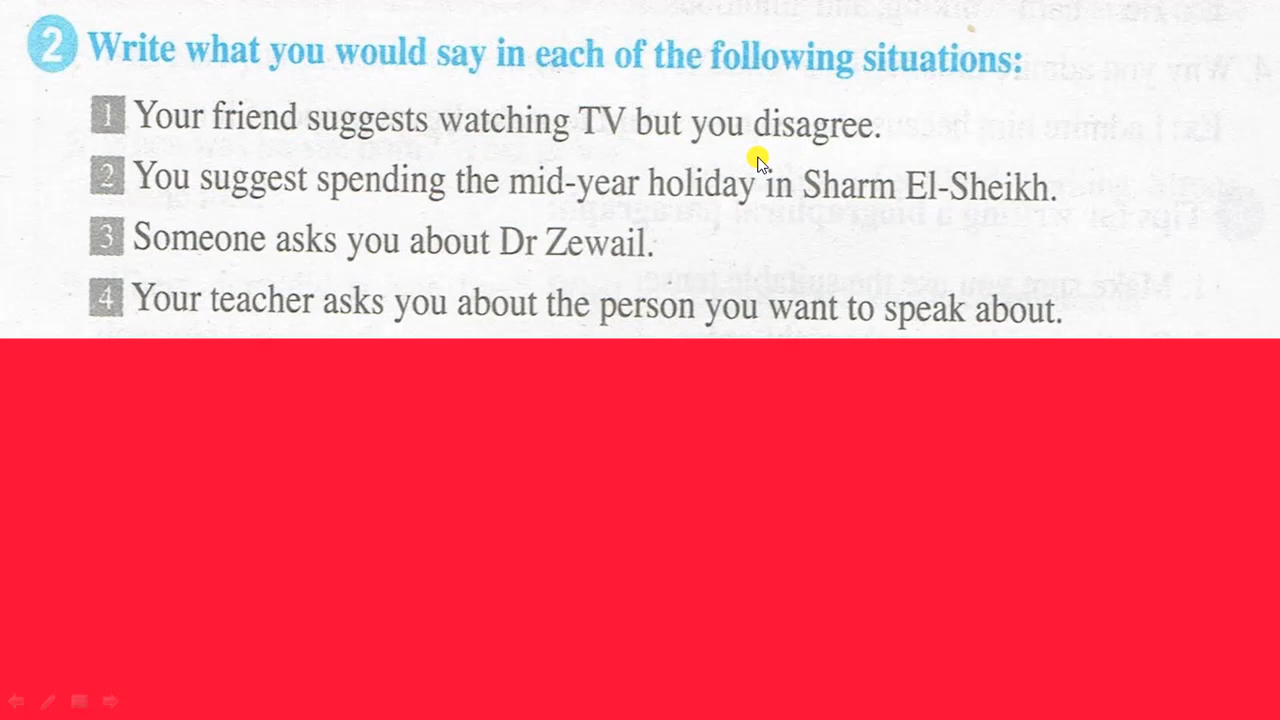 2 Write what you would say in each of the following situations:
1 Your friend suggests watching TV but you disagree.
2 You suggest spending the mid-year holiday in Sharm El-Sheikh.
3 Someone asks you about Dr Zewail.
4 Your teacher asks you about the person you want to speak about.